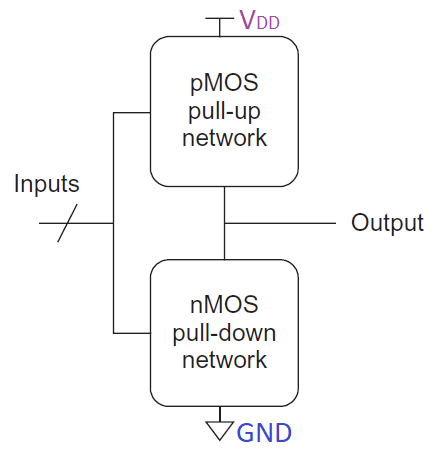 VDD
pMOS
pull-up
network
Inputs
Output
nMOS
pull-down
network
GND